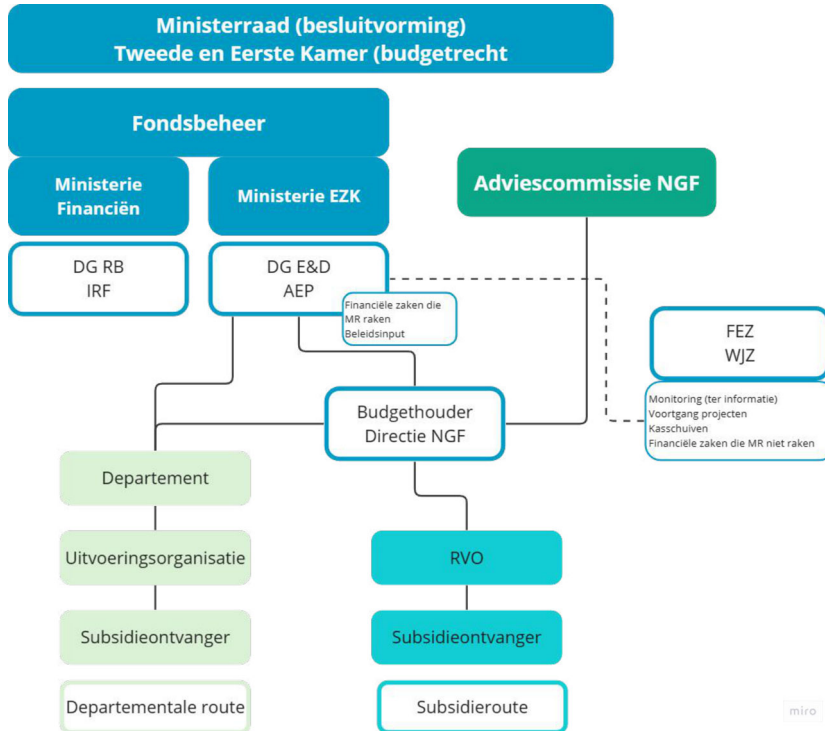 Ministerraad (besluitvorming)
Tweede en Eerste Kamer (budgetrecht
Fondsbeheer
Ministerie
Financiën
Ministerie EZK
Adviescommissie NGF
DG RB
IRF
DG E&D
AEP
Financiële zaken die
MR raken
Beleidsinput
FEZ
WJZ
Monitoring (ter informatie)
Voortgang projecten
Kasschuiven
Financiële zaken die MR niet raken
Budgethouder
Directie NGF
Departement
Uitvoeringsorganisatie
RVO
Subsidieontvanger
Subsidieontvanger
Departementale route
Subsidieroute
miro